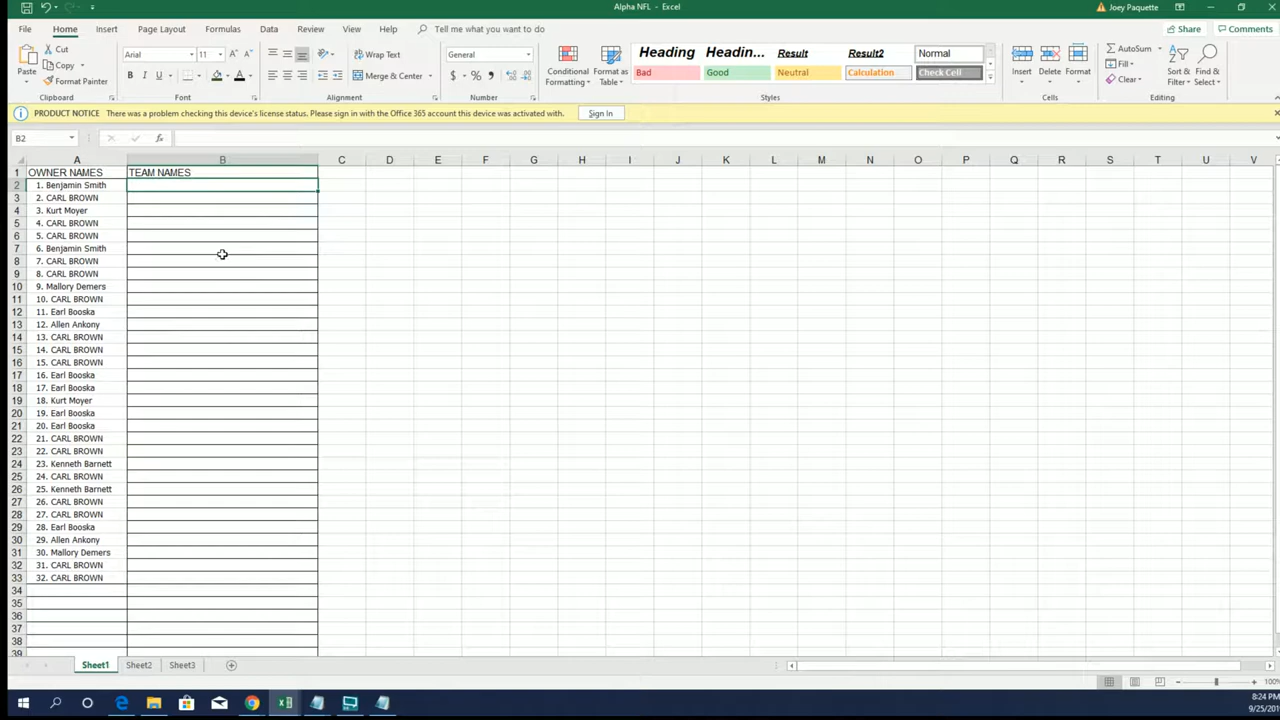 Alpha NFL - Excel
Joey Paquette
File Home Insert Page Layout Formulas Data Review View Help Tell me what you want to do
Share Comments
Paste
Cut
Copy
Format Painter
Clipboard
Arial 11
B U A
Font
Wrap Text
Merge & Center
Alignment
General
$ % ,
Number
Conditional Formatting
Format as Table
Heading Headin... Result Result2 Normal
Bad Good Neutral Calculation Check Cell
Styles
Insert Delete Format
Cells
AutoSum
Fill
Clear
Sort & Filter
Find & Select
Editing
PRODUCT NOTICE There was a problem checking this device's license status. Please sign in with the Office 365 account this device was activated with. Sign In
B2 fx
A B C D E F G H I J K L M N O P Q R S T U V
1 OWNER NAMES TEAM NAMES
2 1. Benjamin Smith
3 2. CARL BROWN
4 3. Kurt Moyer
5 4. CARL BROWN
6 5. CARL BROWN
7 6. Benjamin Smith
8 7. CARL BROWN
9 8. CARL BROWN
10 9. Mallory Demers
11 10. CARL BROWN
12 11. Earl Booska
13 12. Allen Ankony
14 13. CARL BROWN
15 14. CARL BROWN
16 15. CARL BROWN
17 16. Earl Booska
18 17. Earl Booska
19 18. Kurt Moyer
20 19. Earl Booska
21 20. Earl Booska
22 21. CARL BROWN
23 22. CARL BROWN
24 23. Kenneth Barnett
25 24. CARL BROWN
26 25. Kenneth Barnett
27 26. CARL BROWN
28 27. CARL BROWN
29 28. Earl Booska
30 29. Allen Ankony
31 30. Mallory Demers
32 31. CARL BROWN
33 32. CARL BROWN
34
35
36
37
38
39
Sheet1 Sheet2 Sheet3
100%
8:24 PM
9/25/201